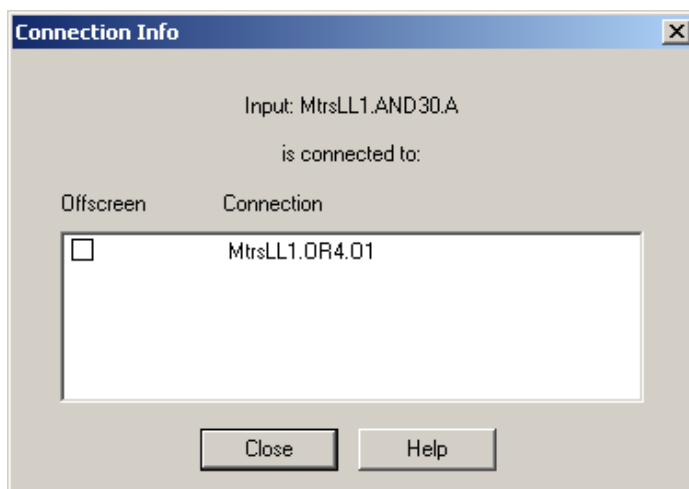 Connection Info
Input: MtrsLL1.AND30.A
is connected to:
Offscreen Connection
MtrsLL1.OR4.O1
Close Help